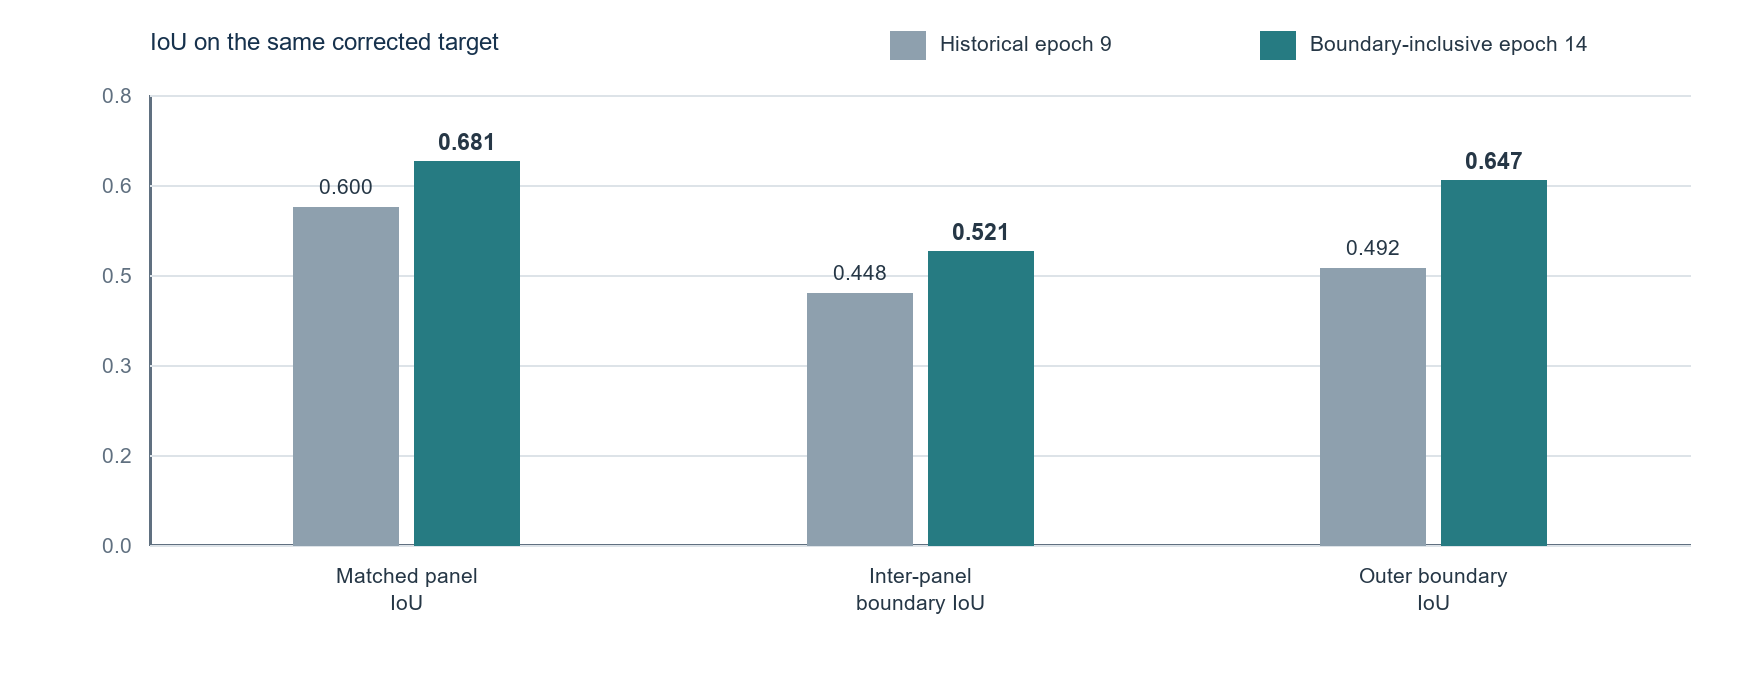 IoU on the same corrected target
Historical epoch 9
Boundary-inclusive epoch 14
0.8
0.6
0.5
0.3
0.2
0.0
0.600
0.681
0.448
0.521
0.492
0.647
Matched panel
IoU
Inter-panel
boundary IoU
Outer boundary
IoU